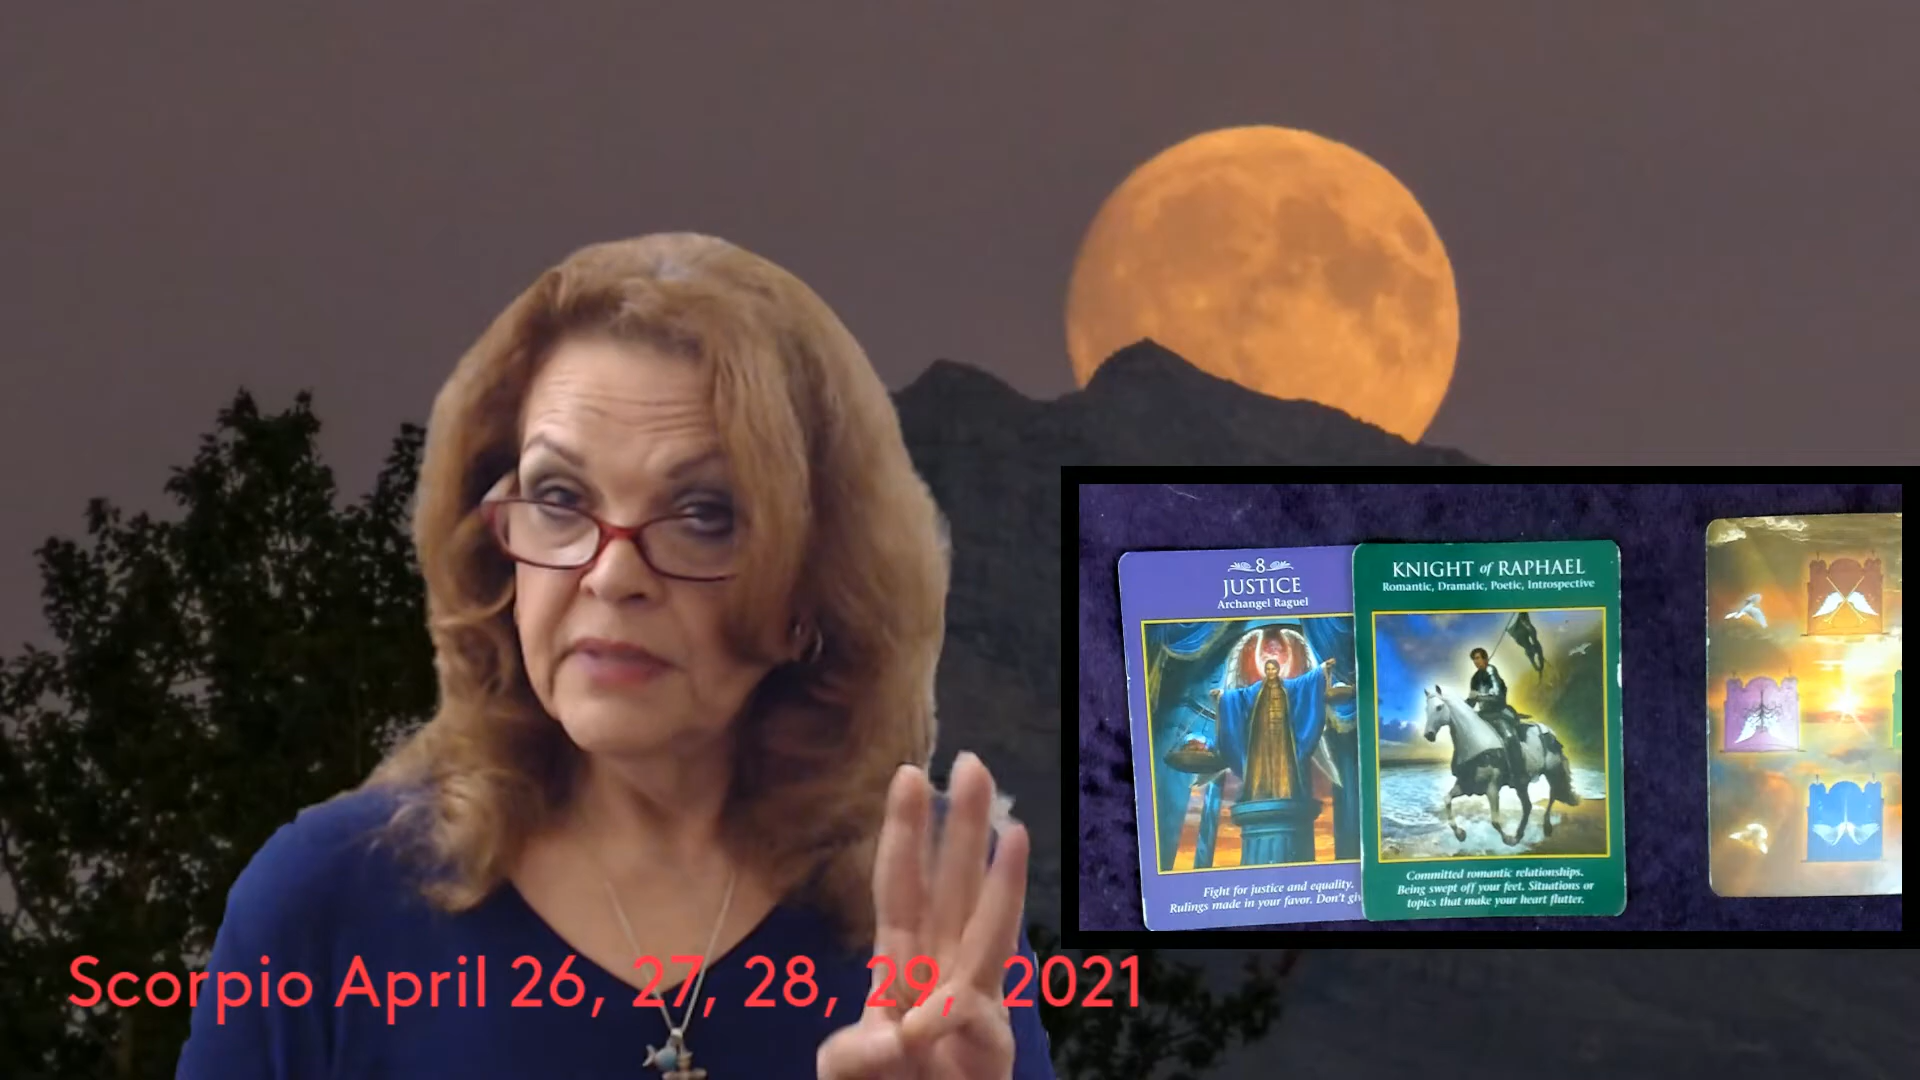 8
JUSTICE
Archangel Raguel
Fight for justice and equality.
Rulings made in your favor. Don't
KNIGHT of RAPHAEL
Romantic, Dramatic, Poetic, Introspective
Committed romantic relationships.
Being swept off your feet. Situations or
topics that make your heart flutter.
Scorpio April 26, 27, 28, 29, 2021